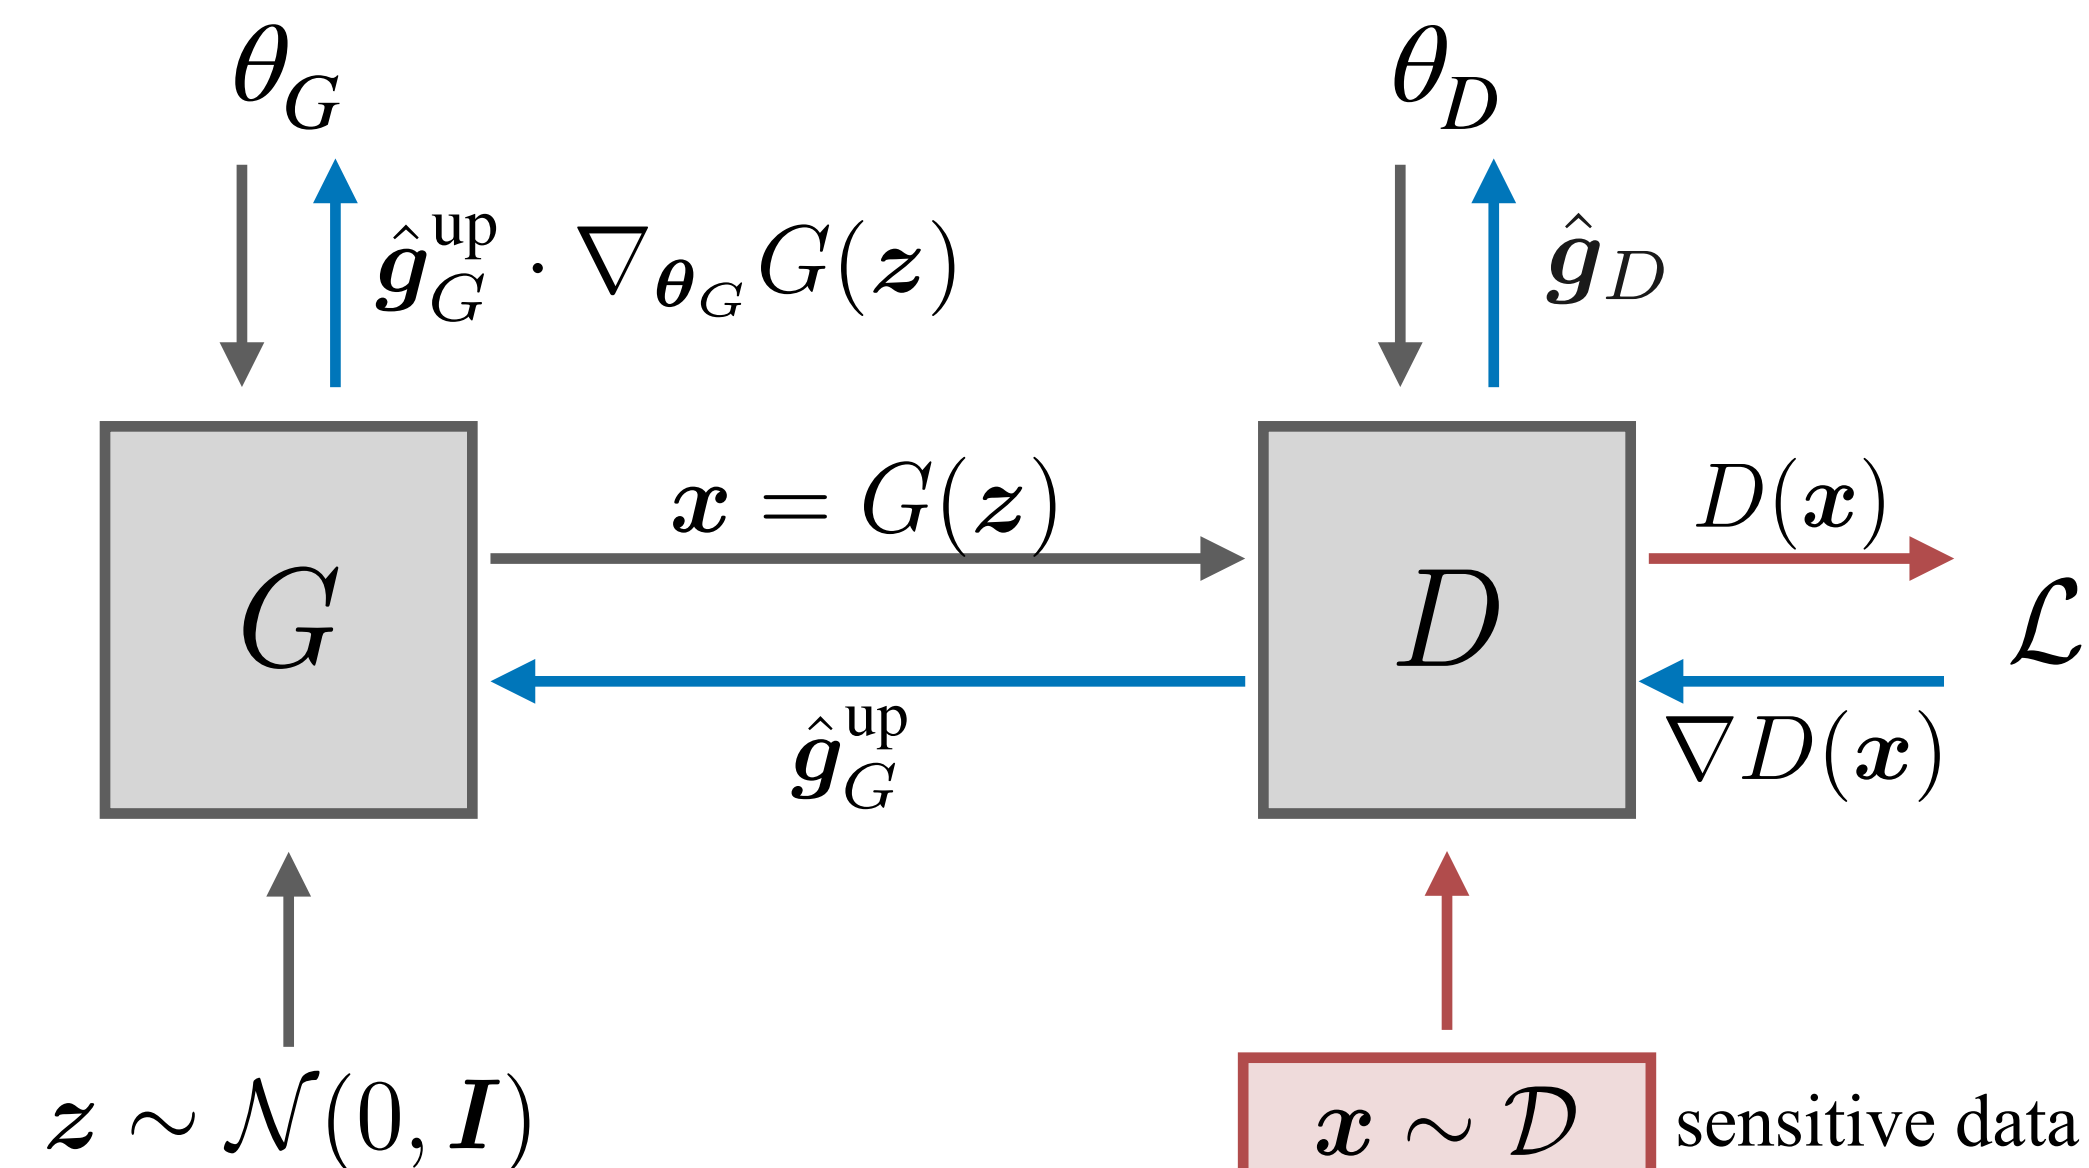 θ_G θ_D
ĝ_G^up · ∇_{θ_G} G(z) ĝ_D
x = G(z) D(x)
G D ℒ
ĝ_G^up ∇D(x)
z ∼ 𝒩(0, I) x ∼ 𝒟 sensitive data